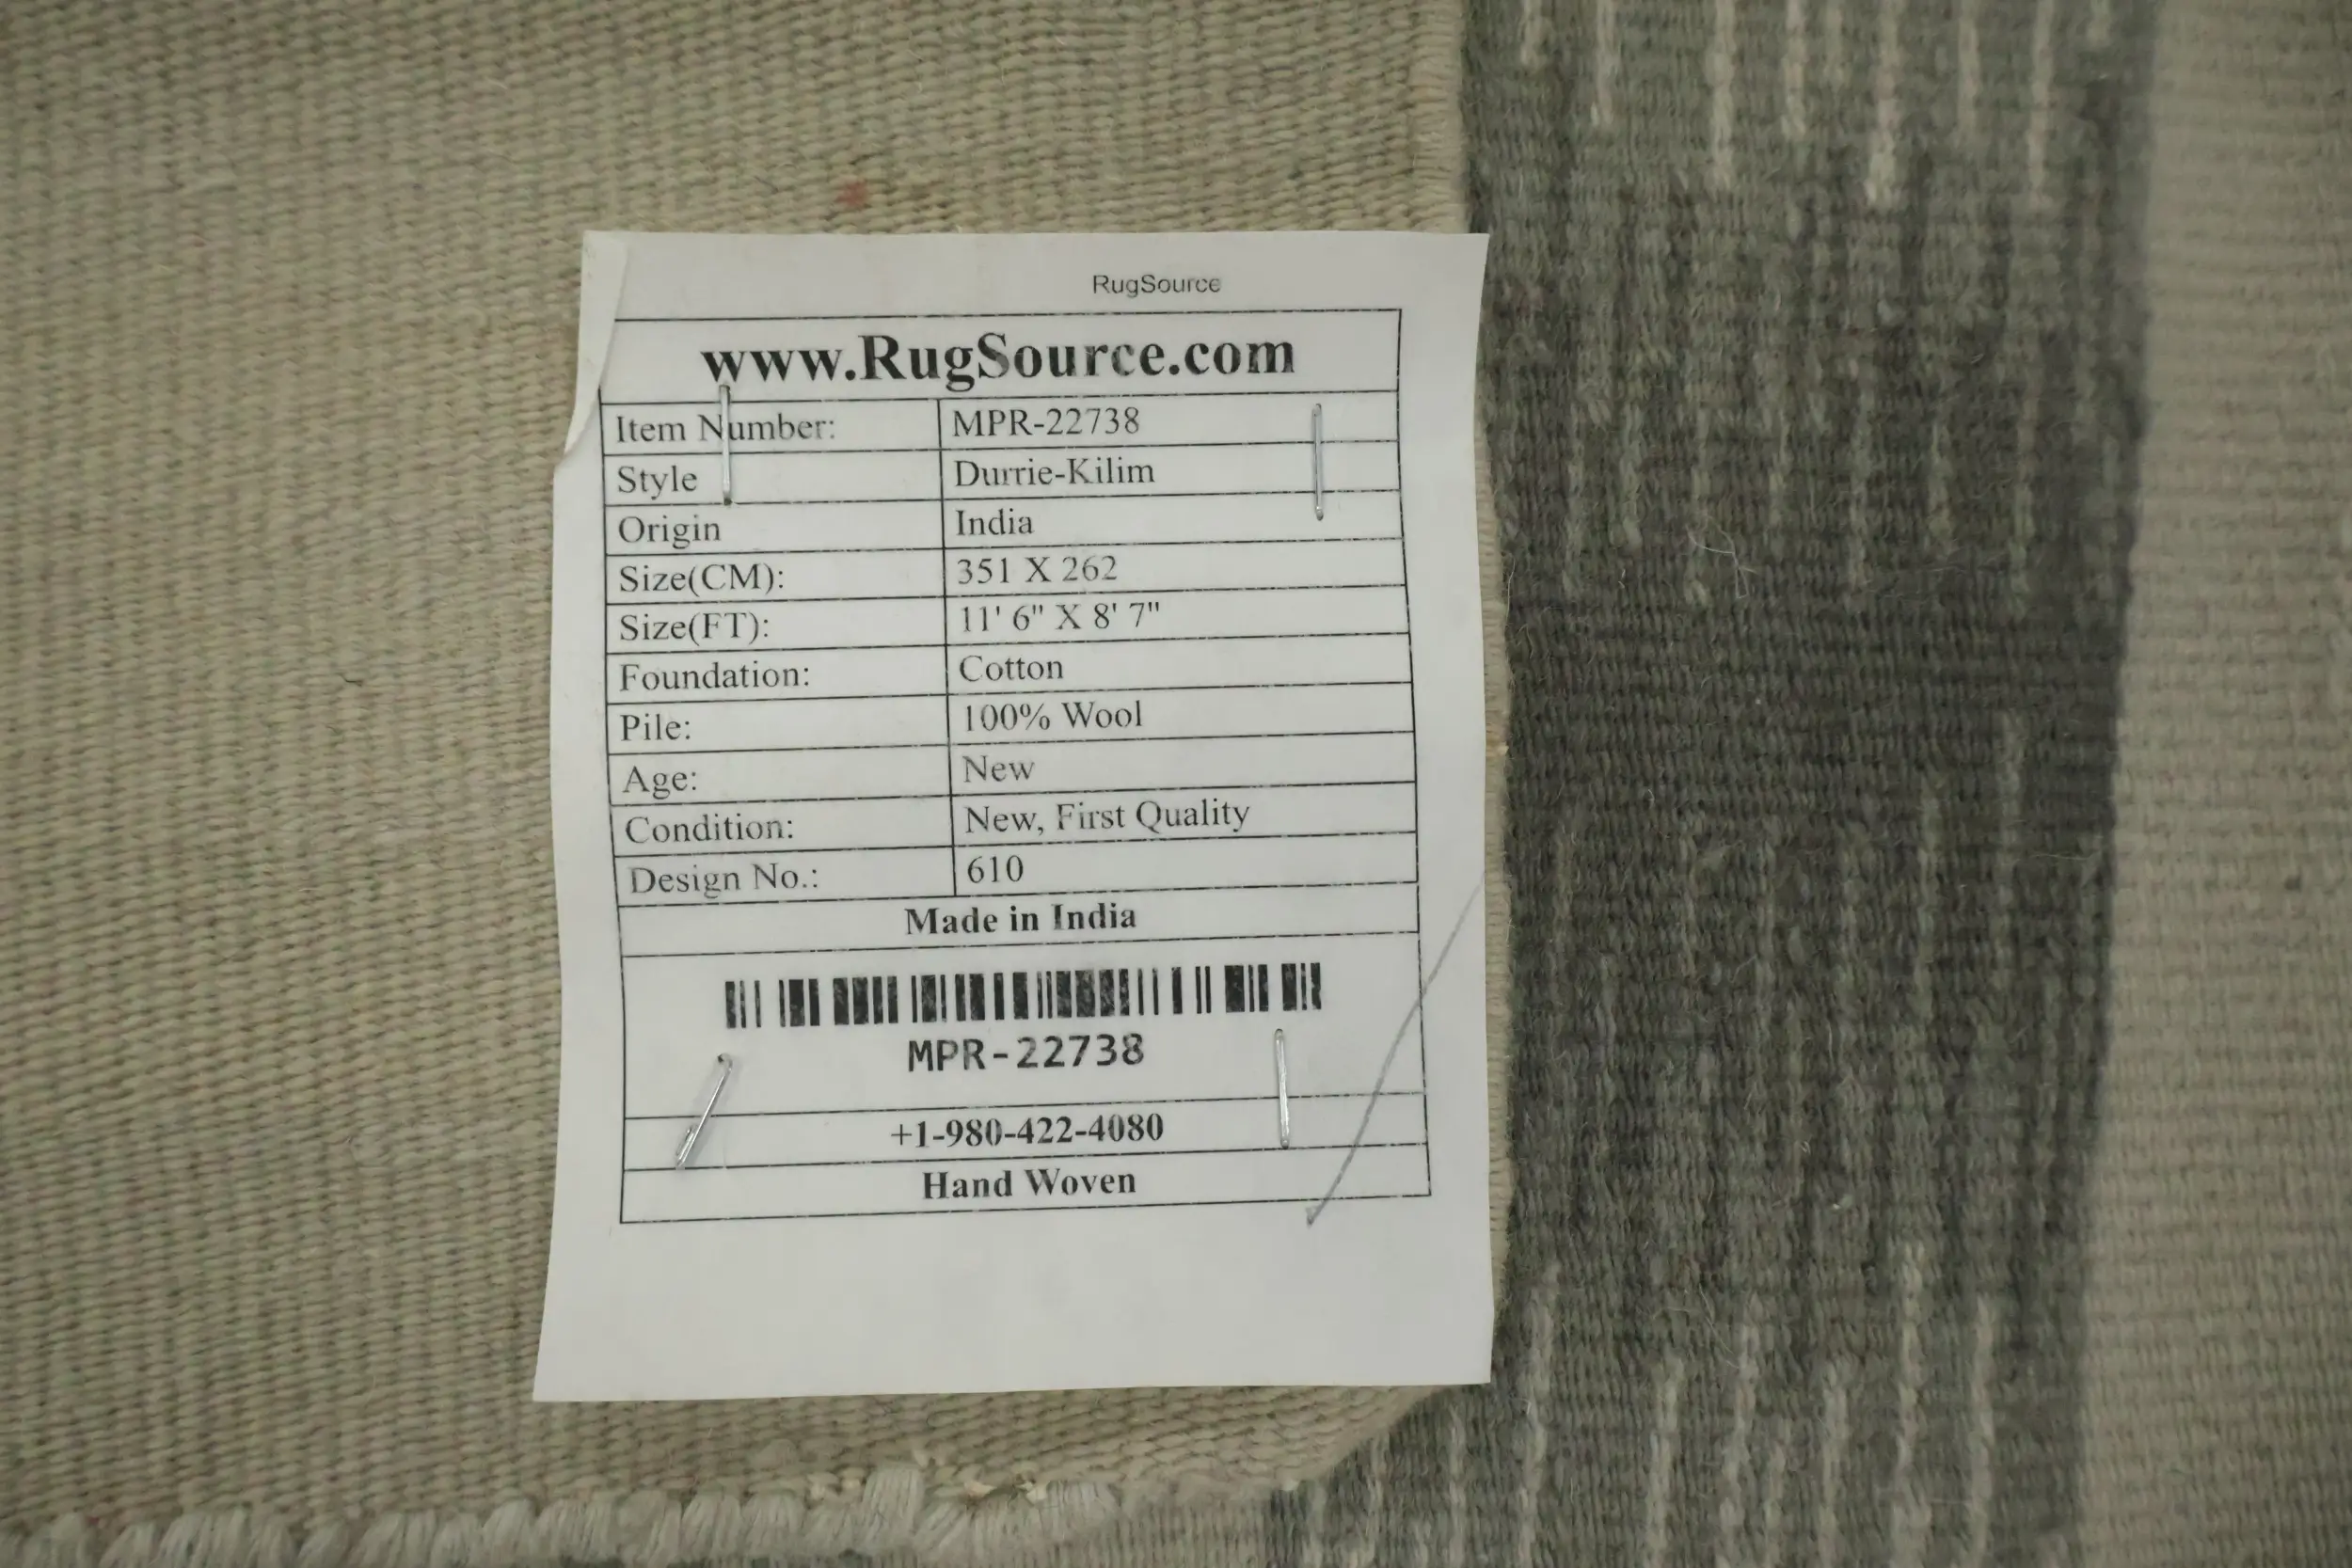 RugSource
www.RugSource.com
Item Number: MPR-22738
Style Durrie-Kilim
Origin India
Size(CM): 351 X 262
Size(FT): 11' 6" X 8' 7"
Foundation: Cotton
Pile: 100% Wool
Age: New
Condition: New, First Quality
Design No.: 610
Made in India
MPR-22738
+1-980-422-4080
Hand Woven